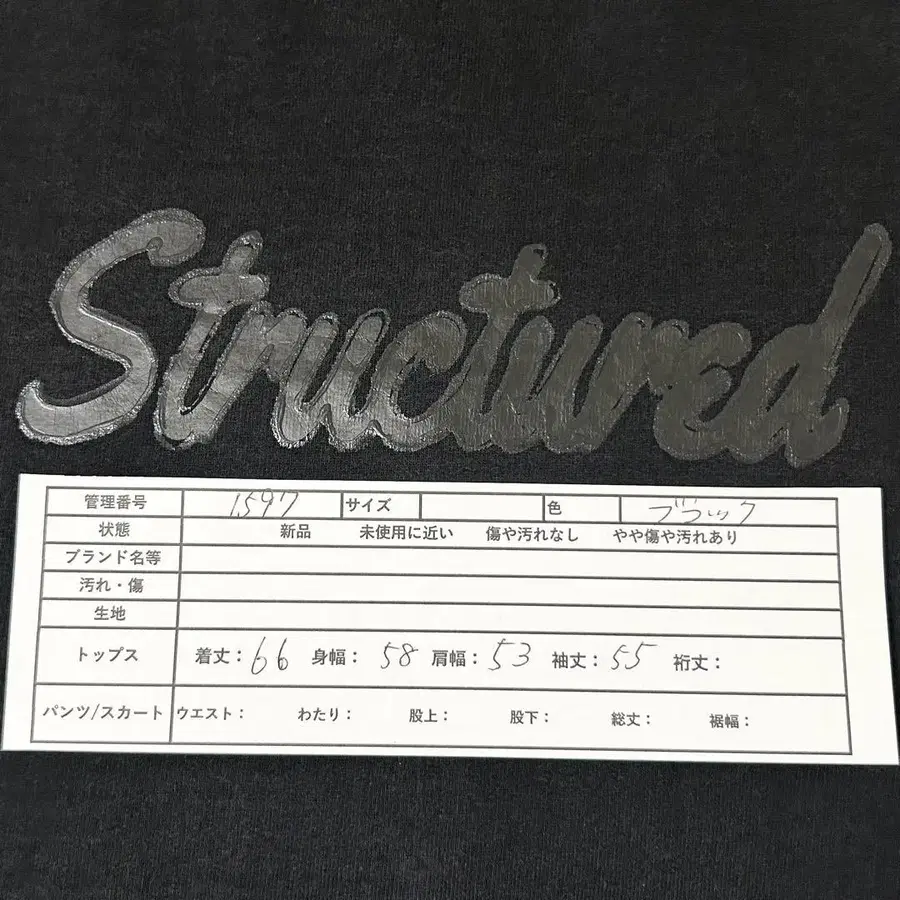 Structured
管理番号 1597 サイズ 色 ブラック
状態 新品 未使用に近い 傷や汚れなし やや傷や汚れあり
ブランド名等
汚れ・傷
生地
トップス 着丈：66 身幅：58 肩幅：53 袖丈：55 裄丈：
パンツ/スカート ウエスト： わたり： 股上： 股下： 総丈： 裾幅：